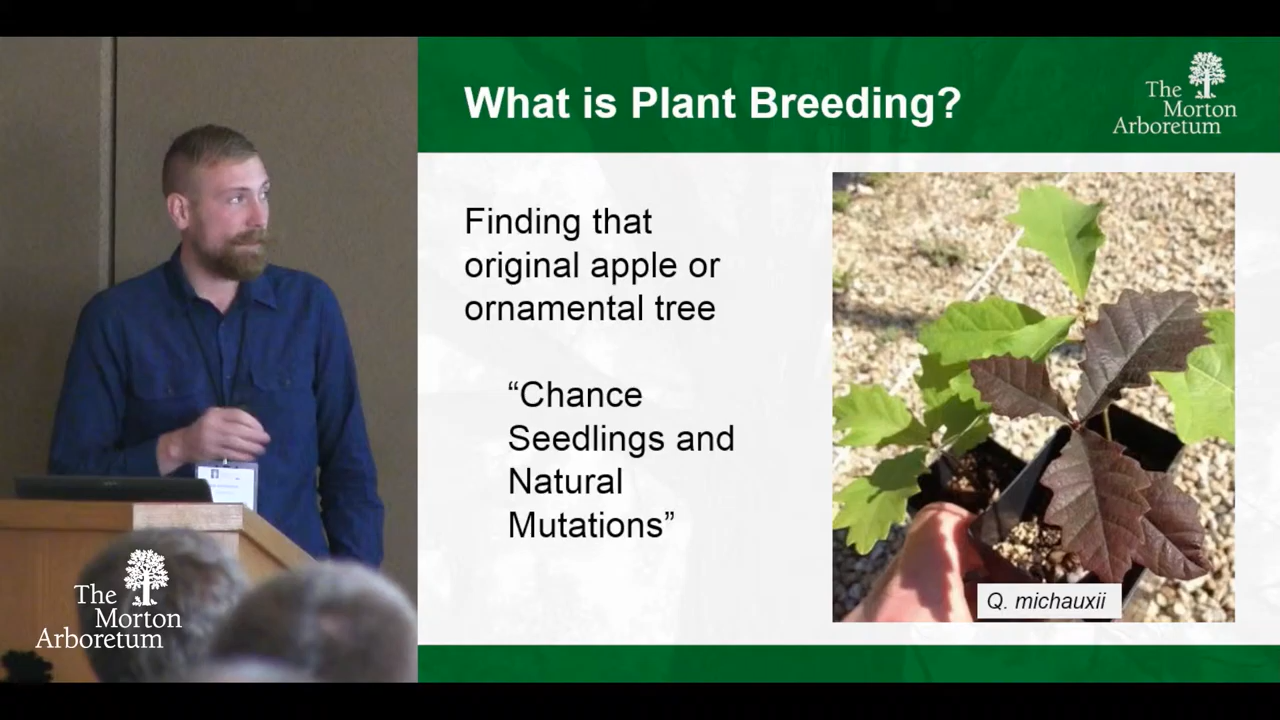 What is Plant Breeding?
The
Morton
Arboretum
Finding that
original apple or
ornamental tree
“Chance
Seedlings and
Natural
Mutations”
Q. michauxii
The
Morton
Arboretum